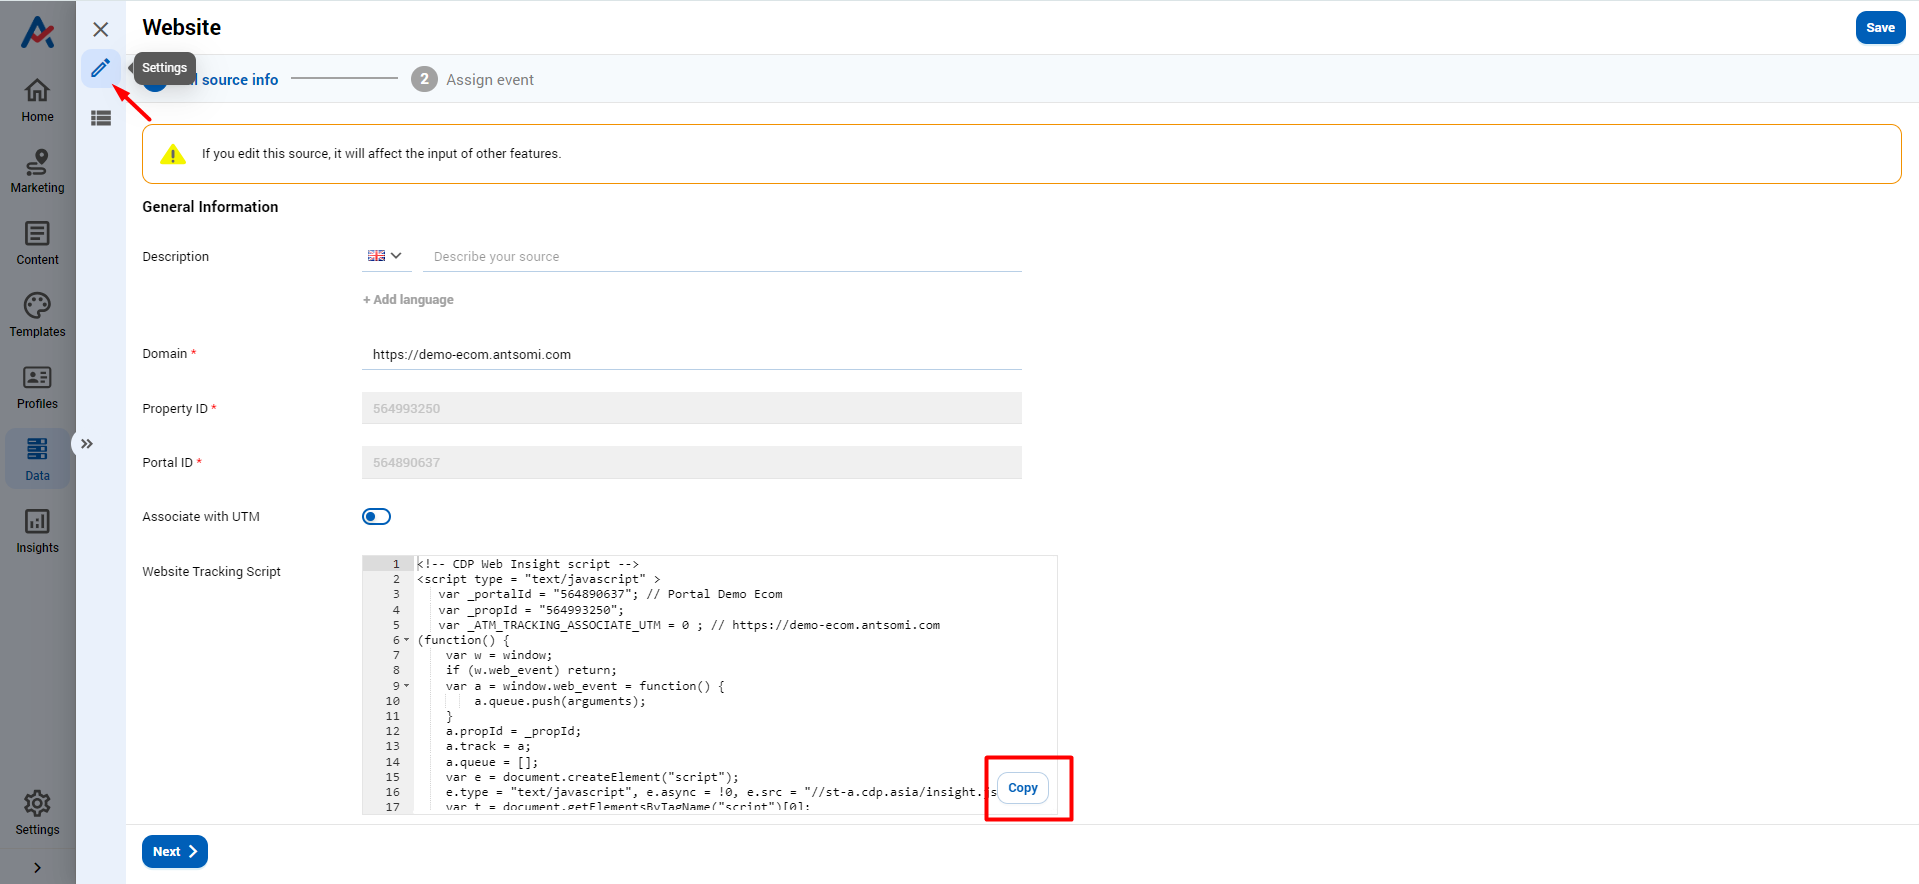 Website
Save
Settings
source info
2
Assign event
Home
Marketing
Content
Templates
Profiles
Data
Insights
Settings
If you edit this source, it will affect the input of other features.
General Information
Description
Describe your source
+ Add language
Domain *
https://demo-ecom.antsomi.com
Property ID *
564993250
Portal ID *
564890637
Associate with UTM
Website Tracking Script
1 <!-- CDP Web Insight script -->
2 <script type = "text/javascript" >
3 var _portalId = "564890637"; // Portal Demo Ecom
4 var _propId = "564993250";
5 var _ATM_TRACKING_ASSOCIATE_UTM = 0 ; // https://demo-ecom.antsomi.com
6 (function() {
7 var w = window;
8 if (w.web_event) return;
9 var a = window.web_event = function() {
10 a.queue.push(arguments);
11 }
12 a.propId = _propId;
13 a.track = a;
14 a.queue = [];
15 var e = document.createElement("script");
16 e.type = "text/javascript", e.async = !0, e.src = "//st-a.cdp.asia/insight.js
17 var t = document.getElementsByTagName("script")[0];
Copy
Next